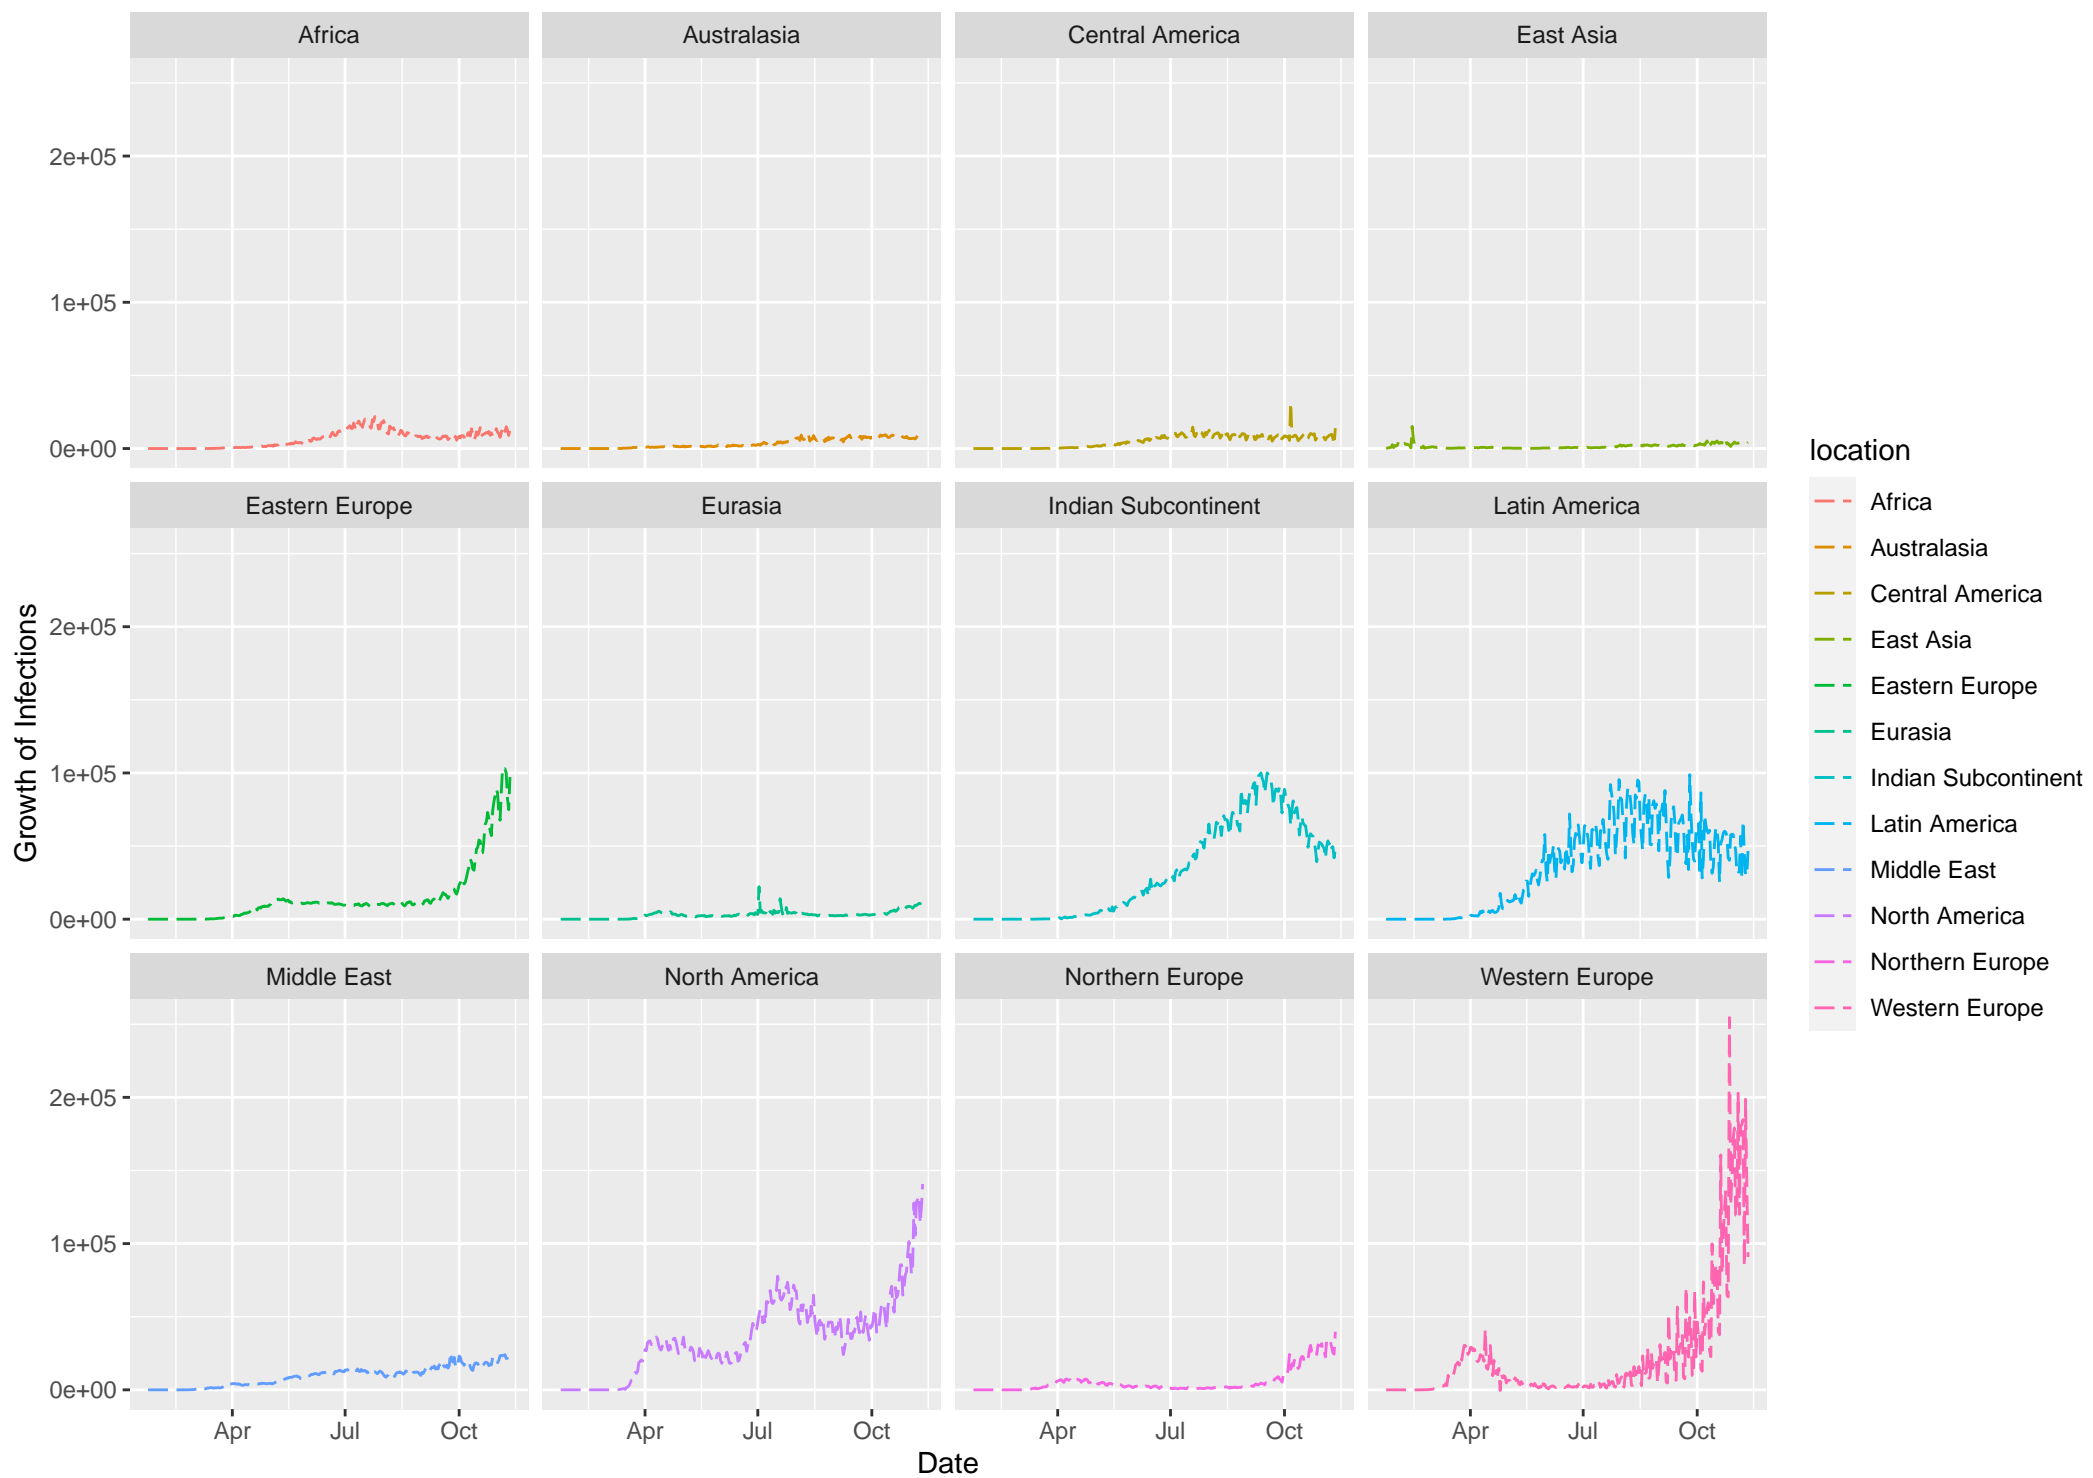 Africa
Australasia
Central America
East Asia
2e+05
1e+05
0e+00
Eastern Europe
Eurasia
Indian Subcontinent
Latin America
2e+05
1e+05
0e+00
Middle East
North America
Northern Europe
Western Europe
2e+05
1e+05
0e+00
Apr Jul Oct
Apr Jul Oct
Apr Jul Oct
Apr Jul Oct
Date
Growth of Infections
location
Africa
Australasia
Central America
East Asia
Eastern Europe
Eurasia
Indian Subcontinent
Latin America
Middle East
North America
Northern Europe
Western Europe